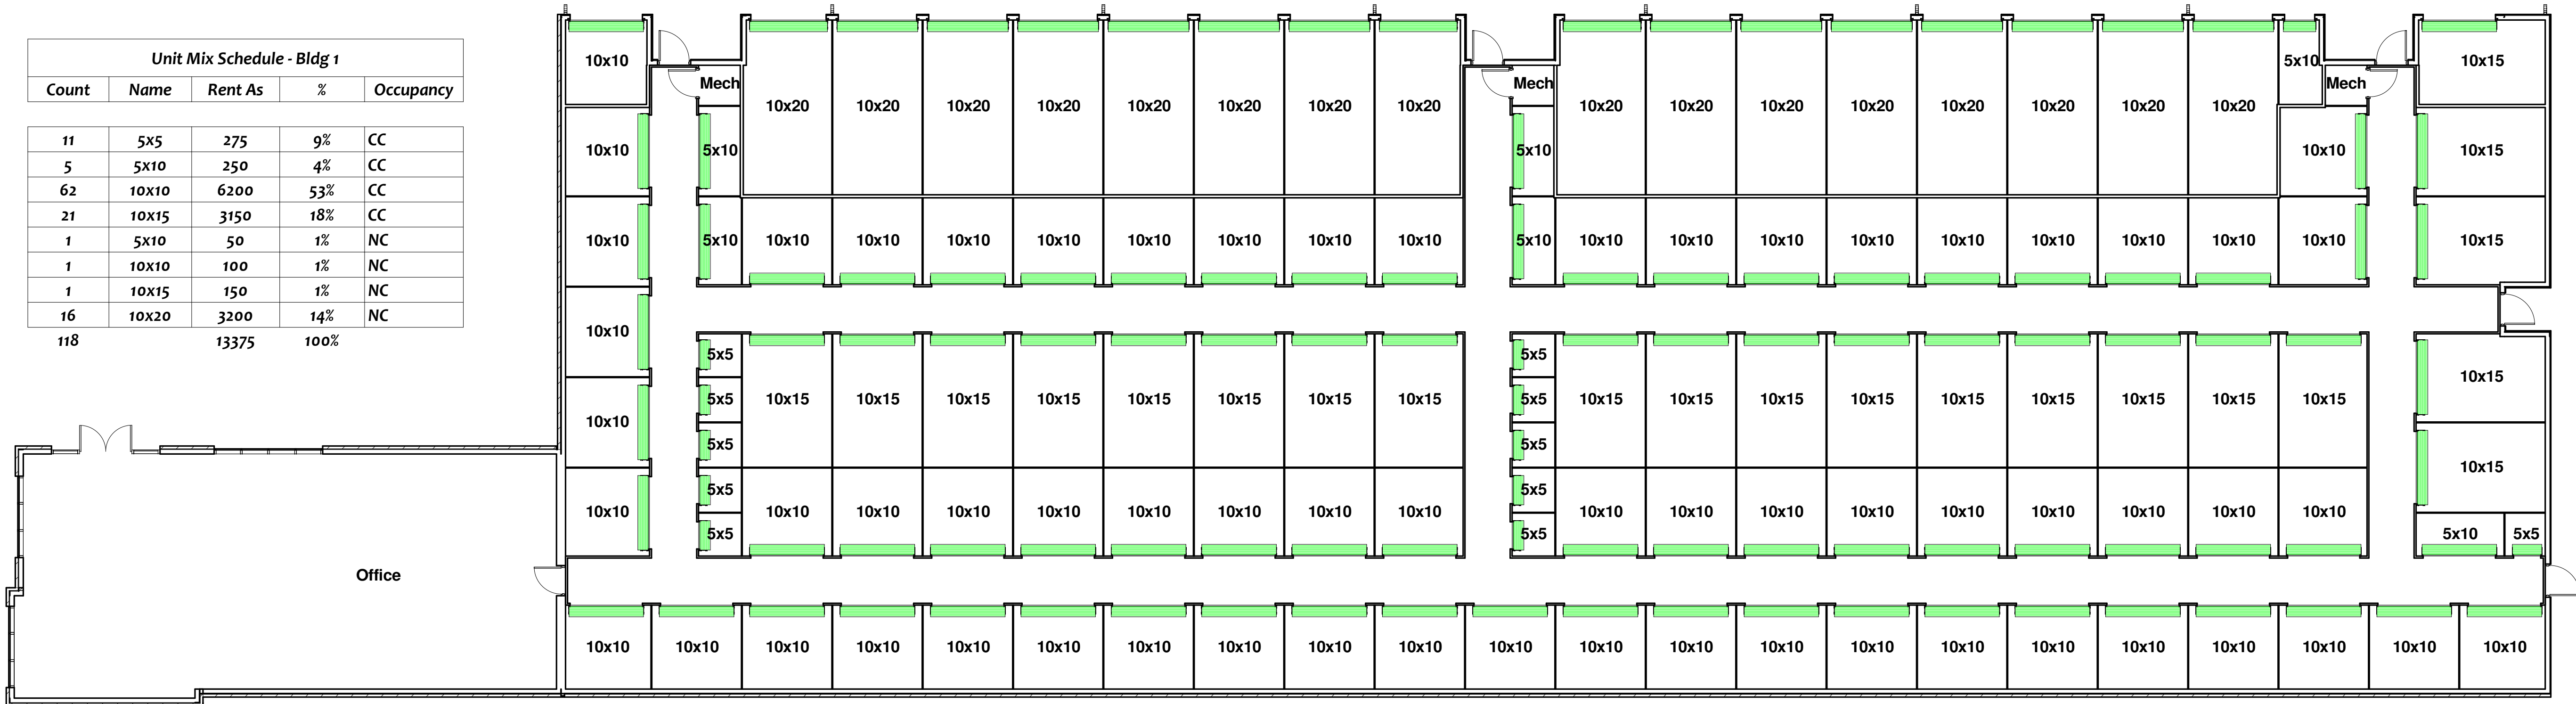 Unit Mix Schedule - Bldg 1
Count Name Rent As % Occupancy
11 5x5 275 9% CC
5 5x10 250 4% CC
62 10x10 6200 53% CC
21 10x15 3150 18% CC
1 5x10 50 1% NC
1 10x10 100 1% NC
1 10x15 150 1% NC
16 10x20 3200 14% NC
118 13375 100%
10x10 5x10 10x15
Mech Mech Mech
10x20 10x20 10x20 10x20 10x20 10x20 10x20 10x20 10x20 10x20 10x20 10x20 10x20 10x20 10x20 10x20
10x10 5x10 5x10 10x10 10x15
10x10 5x10 10x10 10x10 10x10 10x10 10x10 10x10 10x10 10x10 5x10 10x10 10x10 10x10 10x10 10x10 10x10 10x10 10x10 10x10 10x15
10x10
5x5 5x5
10x15
5x5 10x15 10x15 10x15 10x15 10x15 10x15 10x15 10x15 5x5 10x15 10x15 10x15 10x15 10x15 10x15 10x15 10x15 10x15
10x10
5x5 5x5
10x15
5x5 5x5
10x10 10x10 10x10 10x10 10x10 10x10 10x10 10x10 10x10 10x10 10x10 10x10 10x10 10x10 10x10 10x10 10x10 10x10
5x5 5x5 5x10 5x5
Office
10x10 10x10 10x10 10x10 10x10 10x10 10x10 10x10 10x10 10x10 10x10 10x10 10x10 10x10 10x10 10x10 10x10 10x10 10x10 10x10 10x10 10x10